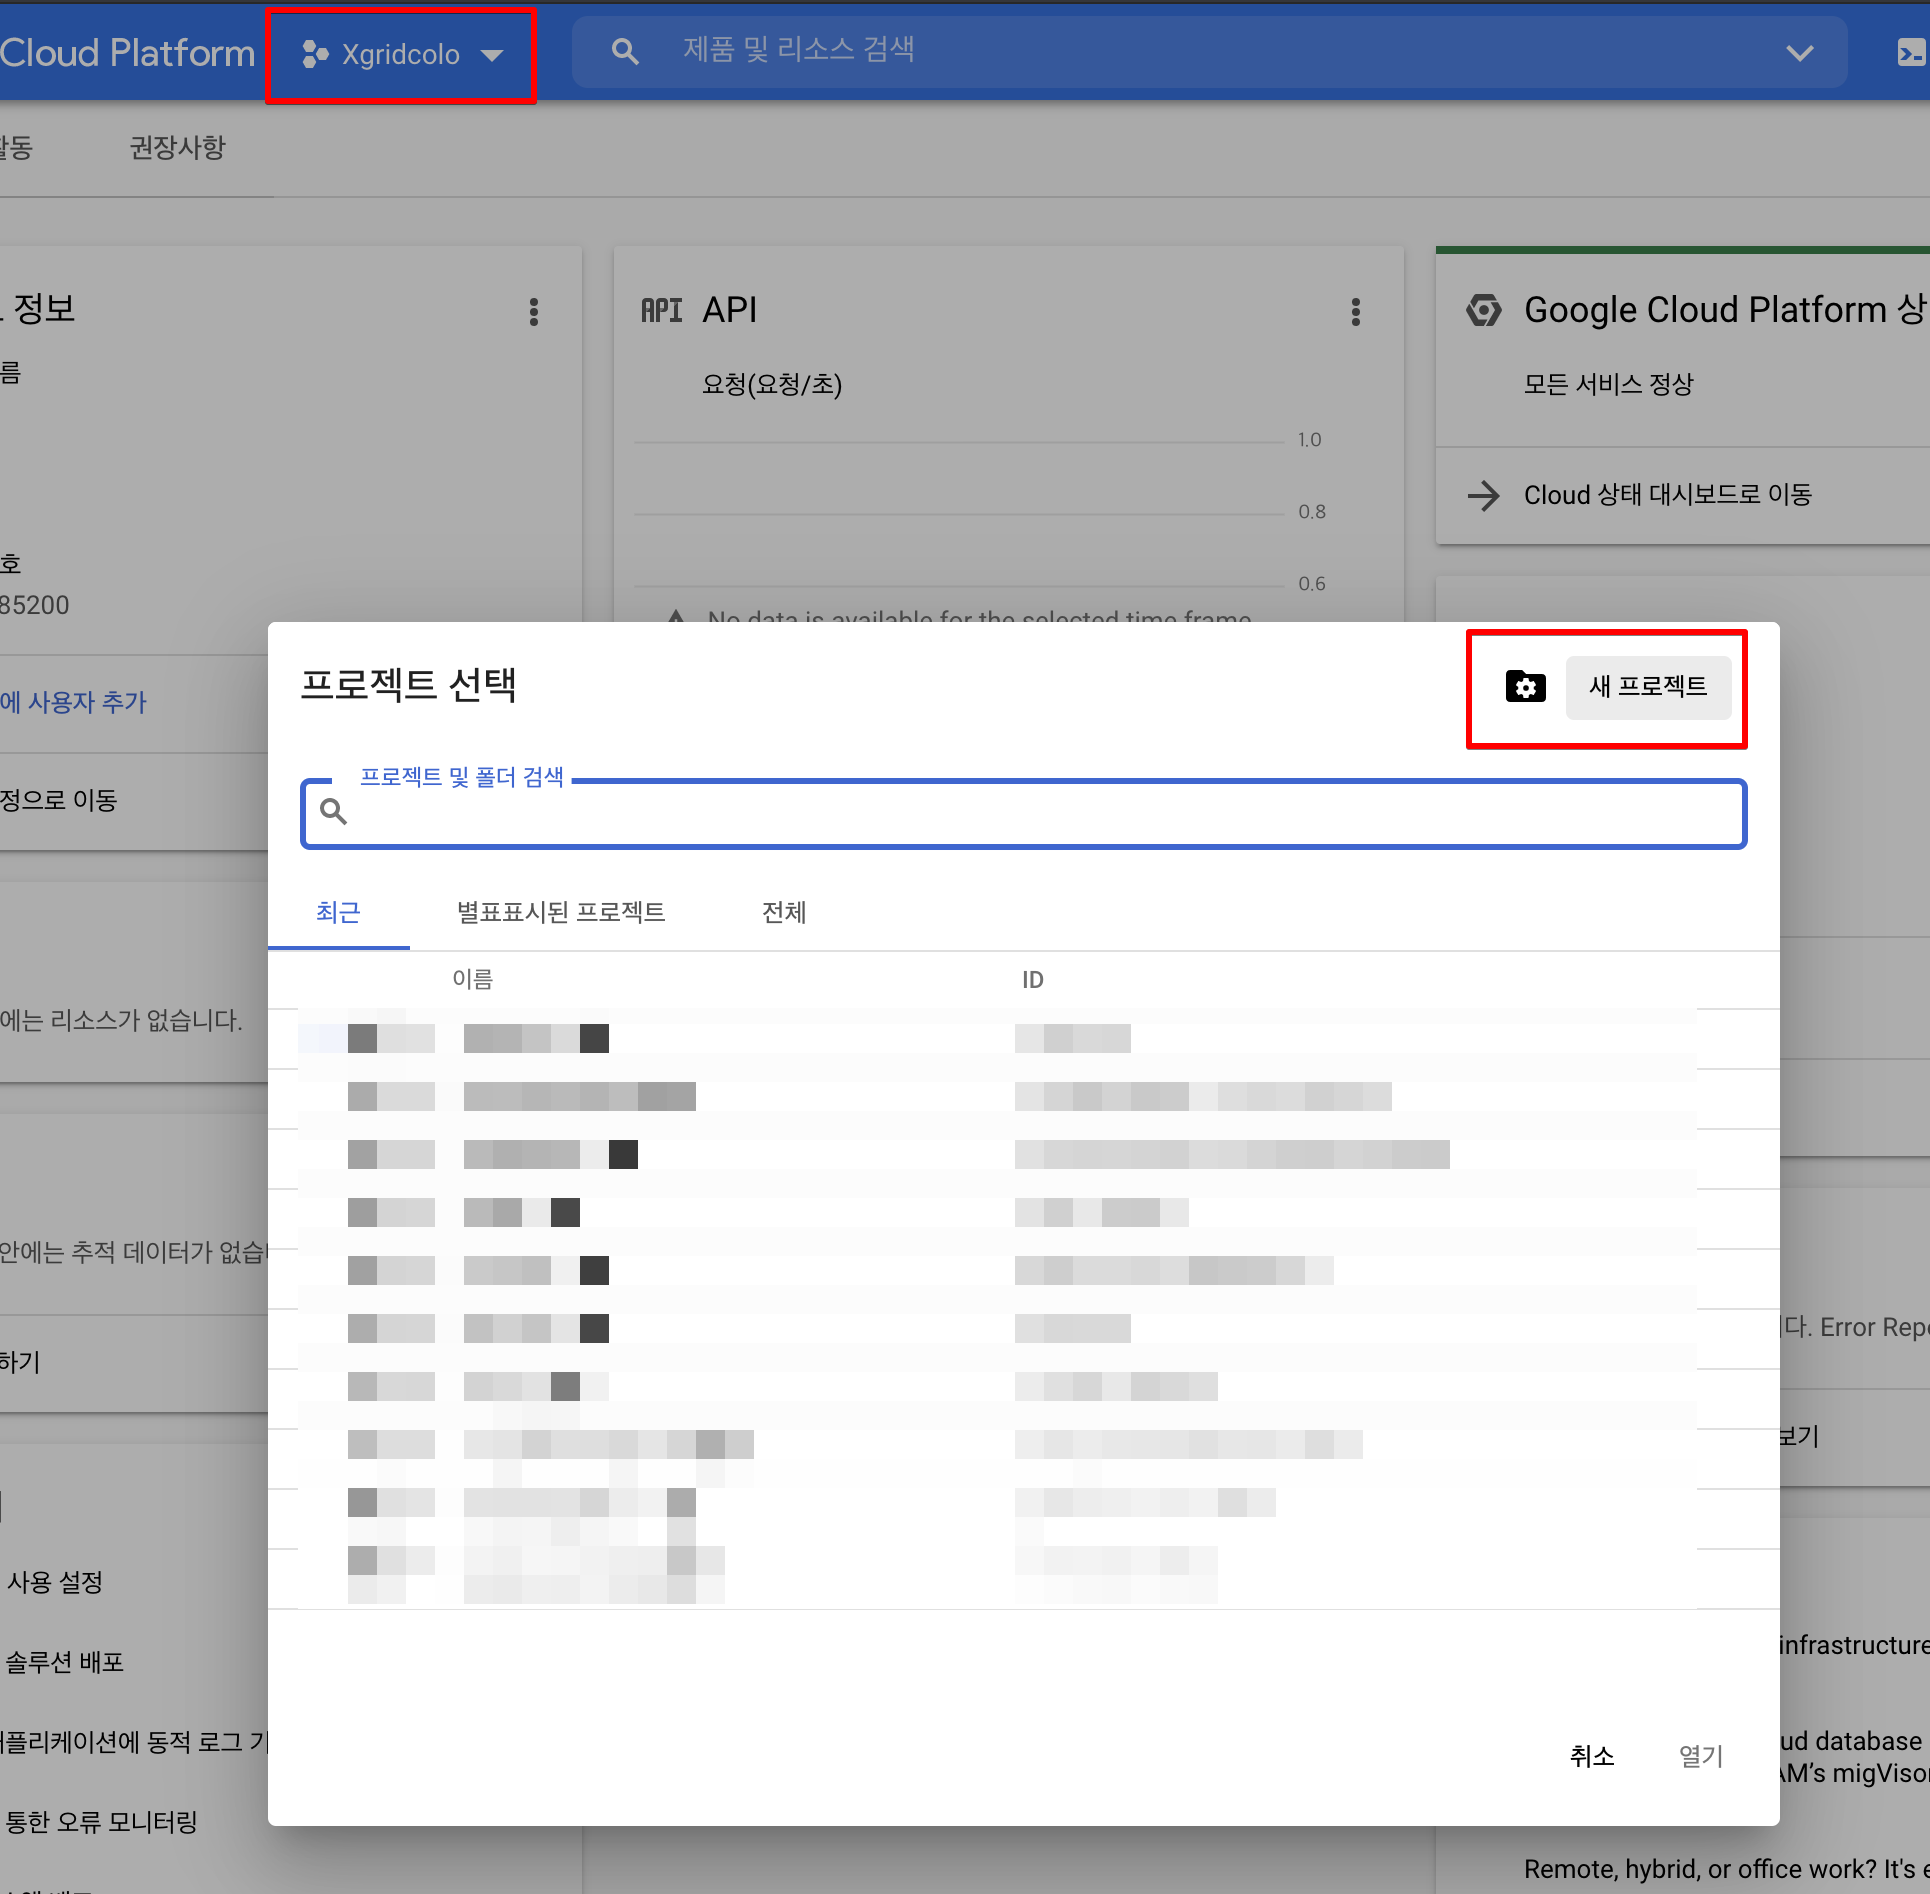 Cloud Platform
Xgridcolo
제품 및 리소스 검색
활동
권장사항
정보
름
호
85200
에 사용자 추가
정으로 이동
API API
요청(요청/초)
1.0
0.8
0.6
No data is available for the selected time frame.
Google Cloud Platform 상
모든 서비스 정상
Cloud 상태 대시보드로 이동
프로젝트 선택
새 프로젝트
프로젝트 및 폴더 검색
최근
별표표시된 프로젝트
전체
이름
ID
취소
열기
에는 리소스가 없습니다.
안에는 추적 데이터가 없습
하기
사용 설정
솔루션 배포
플리케이션에 동적 로그 기
통한 오류 모니터링
다. Error Rep
보기
infrastructure
ud database
AM’s migVisor
Remote, hybrid, or office work? It's e